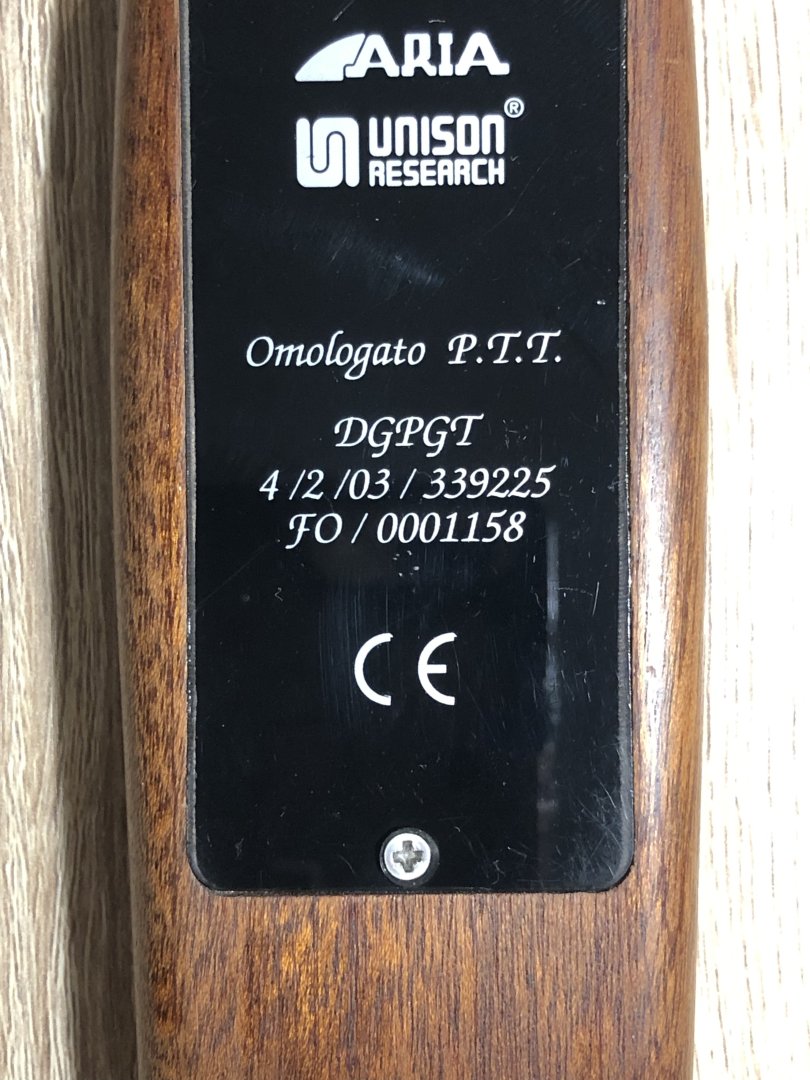 ARIA
UNISON®
RESEARCH
Omologato P.T.T.
DGPGT
4 /2 /03 / 339225
FO / 0001158
CE